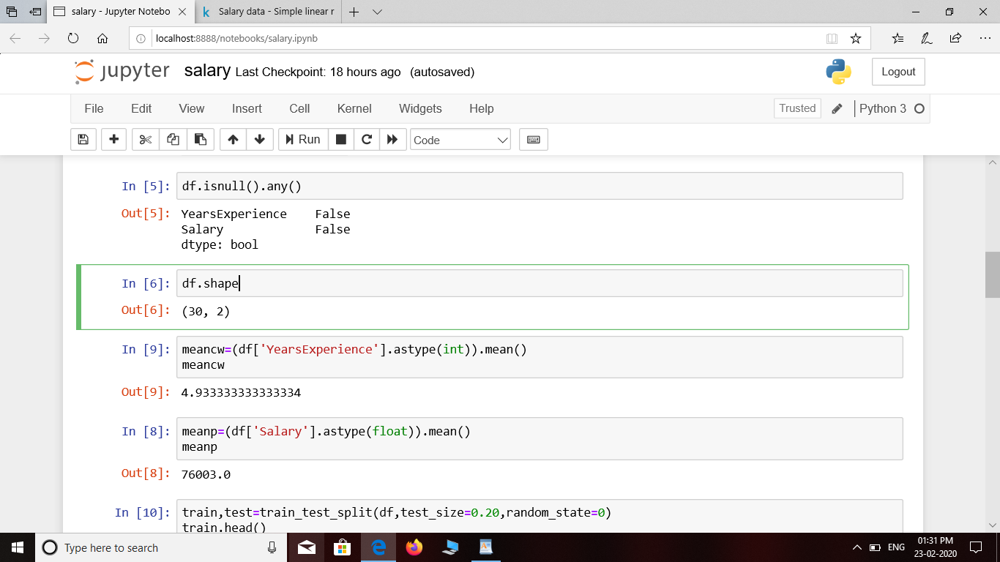 salary - Jupyter Notebo
Salary data - Simple linear r
localhost:8888/notebooks/salary.ipynb
jupyter salary Last Checkpoint: 18 hours ago (autosaved)
Logout
File Edit View Insert Cell Kernel Widgets Help
Trusted Python 3
Run Code
In [5]: df.isnull().any()
Out[5]: YearsExperience    False
Salary             False
dtype: bool
In [6]: df.shape
Out[6]: (30, 2)
In [9]: meancw=(df['YearsExperience'].astype(int)).mean()
meancw
Out[9]: 4.933333333333334
In [8]: meanp=(df['Salary'].astype(float)).mean()
meanp
Out[8]: 76003.0
In [10]: train,test=train_test_split(df,test_size=0.20,random_state=0)
train.head()
Type here to search
ENG
01:31 PM
23-02-2020